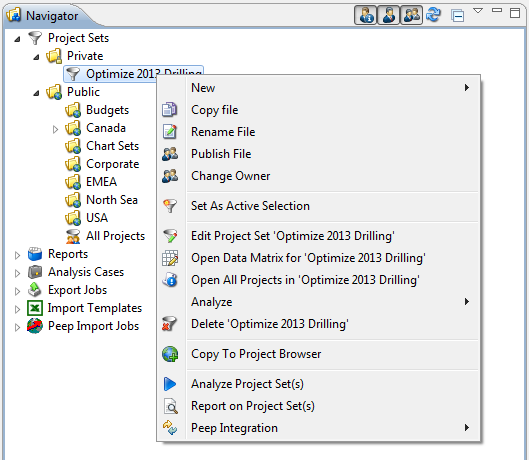 Navigator
Project Sets
Private
Optimize 2013 Drilling
Public
Budgets
Canada
Chart Sets
Corporate
EMEA
North Sea
USA
All Projects
Reports
Analysis Cases
Export Jobs
Import Templates
Peep Import Jobs
New
Copy file
Rename File
Publish File
Change Owner
Set As Active Selection
Edit Project Set 'Optimize 2013 Drilling'
Open Data Matrix for 'Optimize 2013 Drilling'
Open All Projects in 'Optimize 2013 Drilling'
Analyze
Delete 'Optimize 2013 Drilling'
Copy To Project Browser
Analyze Project Set(s)
Report on Project Set(s)
Peep Integration